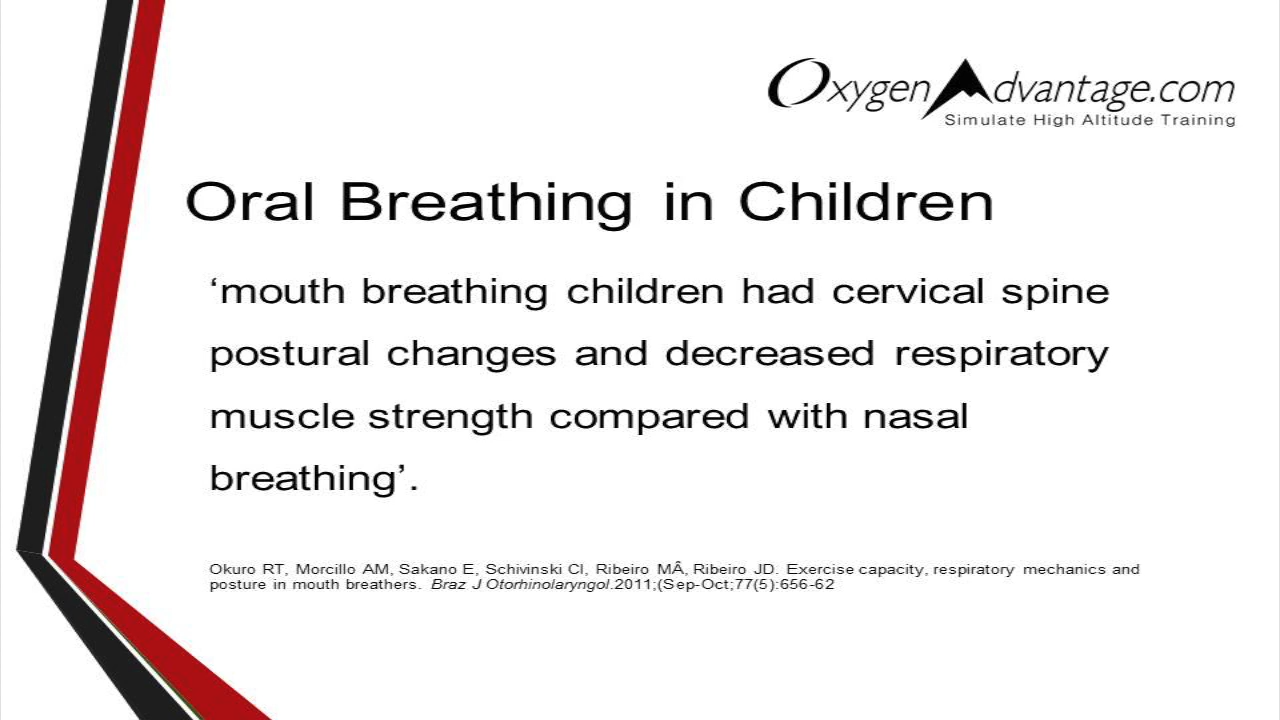 OxygenAdvantage.com
Simulate High Altitude Training
Oral Breathing in Children
‘mouth breathing children had cervical spine
postural changes and decreased respiratory
muscle strength compared with nasal
breathing’.
Okuro RT, Morcillo AM, Sakano E, Schivinski CI, Ribeiro MÂ, Ribeiro JD. Exercise capacity, respiratory mechanics and
posture in mouth breathers. Braz J Otorhinolaryngol.2011;(Sep-Oct;77(5):656-62